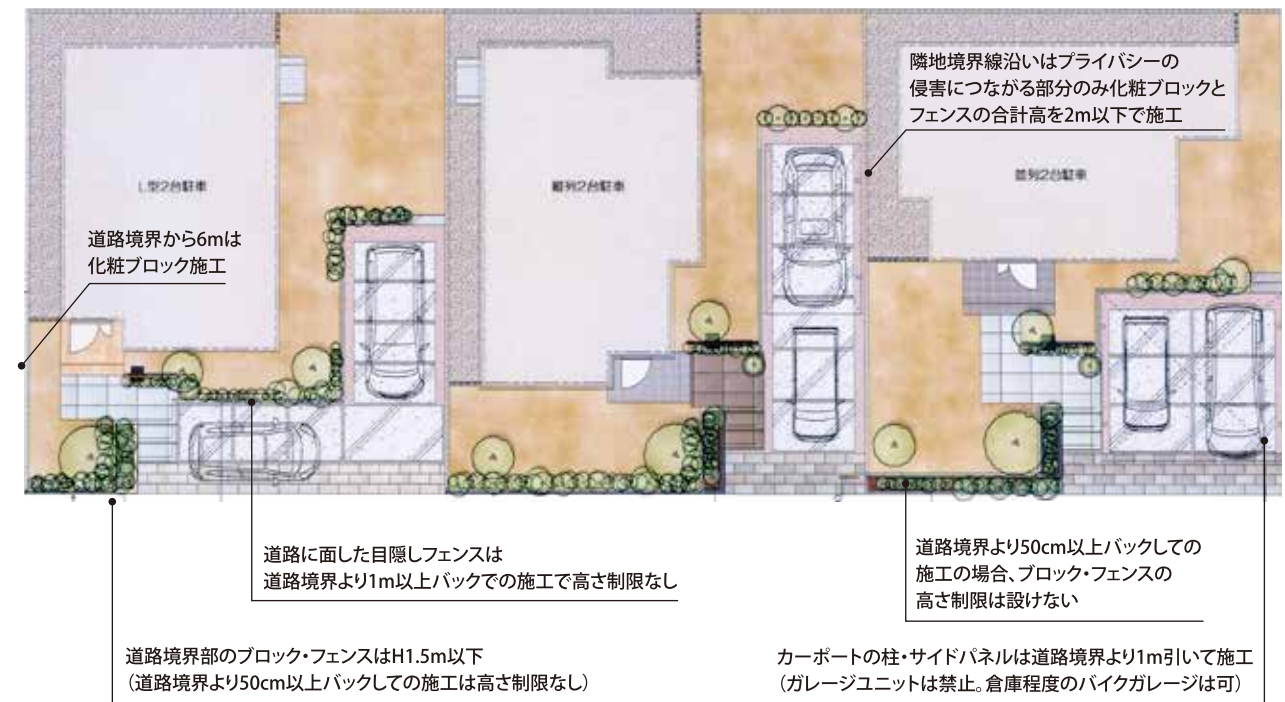 隣地境界線沿いはプライバシーの
侵害につながる部分のみ化粧ブロックと
フェンスの合計高を2m以下で施工
L型2台駐車
縦列2台駐車
並列2台駐車
道路境界から6mは
化粧ブロック施工
道路に面した目隠しフェンスは
道路境界より1m以上バックでの施工で高さ制限なし
道路境界より50cm以上バックしての
施工の場合、ブロック・フェンスの
高さ制限は設けない
道路境界部のブロック・フェンスはH1.5m以下
（道路境界より50cm以上バックしての施工は高さ制限なし）
カーポートの柱・サイドパネルは道路境界より1m引いて施工
（ガレージユニットは禁止。倉庫程度のバイクガレージは可）